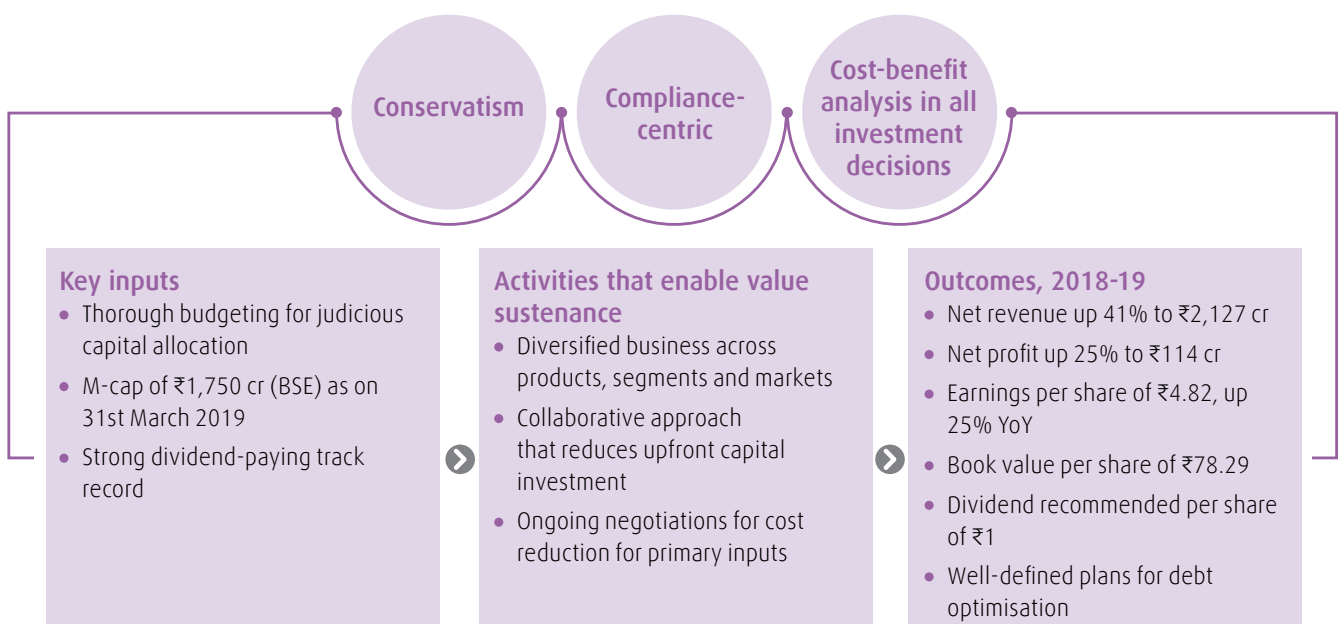 Conservatism
Compliance-
centric
Cost-benefit
analysis in all
investment
decisions
Key inputs
• Thorough budgeting for judicious
capital allocation
• M-cap of ₹1,750 cr (BSE) as on
31st March 2019
• Strong dividend-paying track
record
Activities that enable value
sustenance
• Diversified business across
products, segments and markets
• Collaborative approach
that reduces upfront capital
investment
• Ongoing negotiations for cost
reduction for primary inputs
Outcomes, 2018-19
• Net revenue up 41% to ₹2,127 cr
• Net profit up 25% to ₹114 cr
• Earnings per share of ₹4.82, up
25% YoY
• Book value per share of ₹78.29
• Dividend recommended per share
of ₹1
• Well-defined plans for debt
optimisation